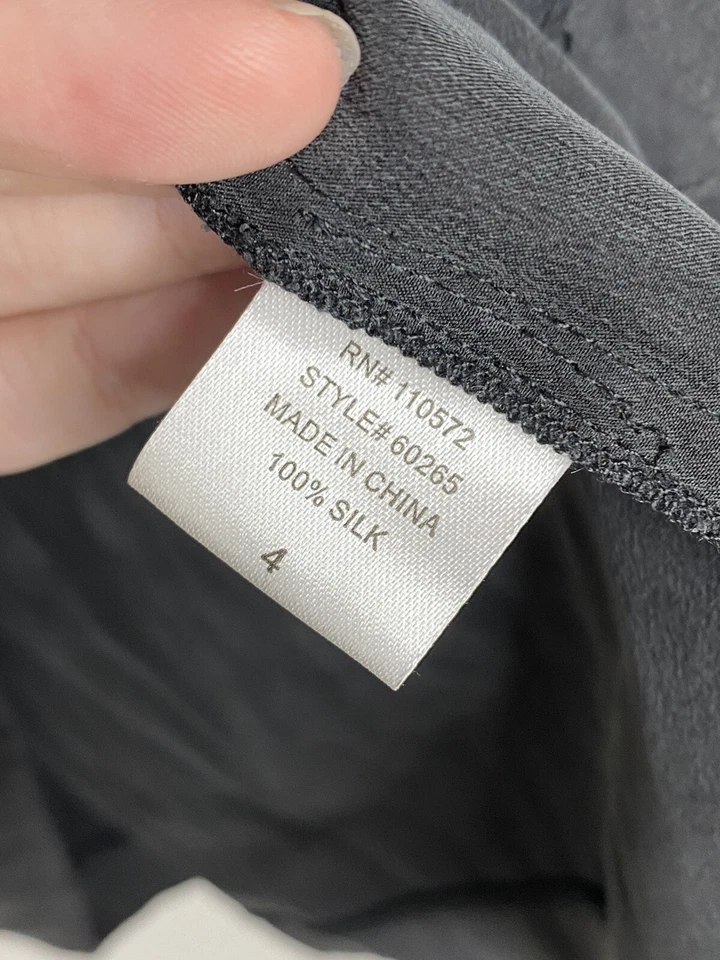 RN# 110572
STYLE# 60265
MADE IN CHINA
100% SILK
4